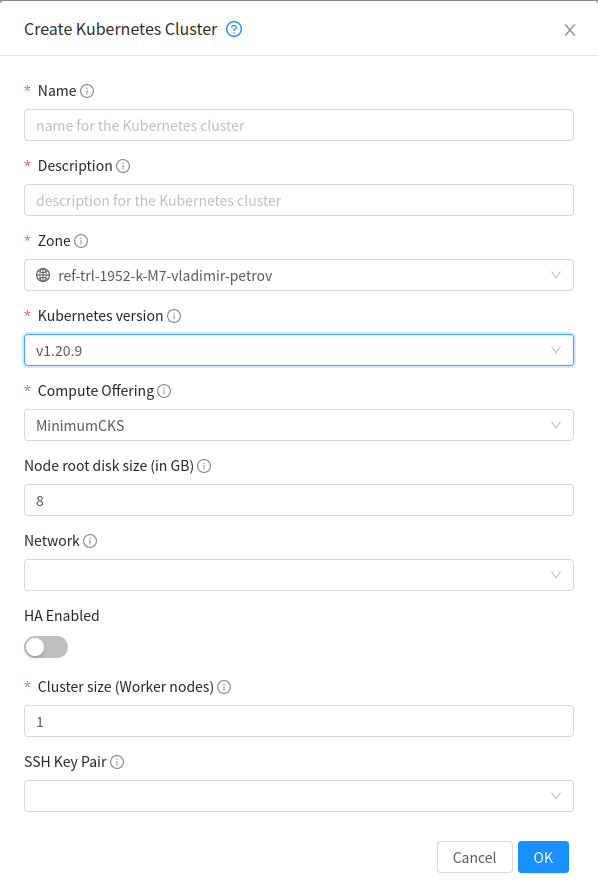 Create Kubernetes Cluster
* Name
name for the Kubernetes cluster
* Description
description for the Kubernetes cluster
* Zone
ref-trl-1952-k-M7-vladimir-petrov
* Kubernetes version
v1.20.9
* Compute Offering
MinimumCKS
Node root disk size (in GB)
8
Network
HA Enabled
* Cluster size (Worker nodes)
1
SSH Key Pair
Cancel OK